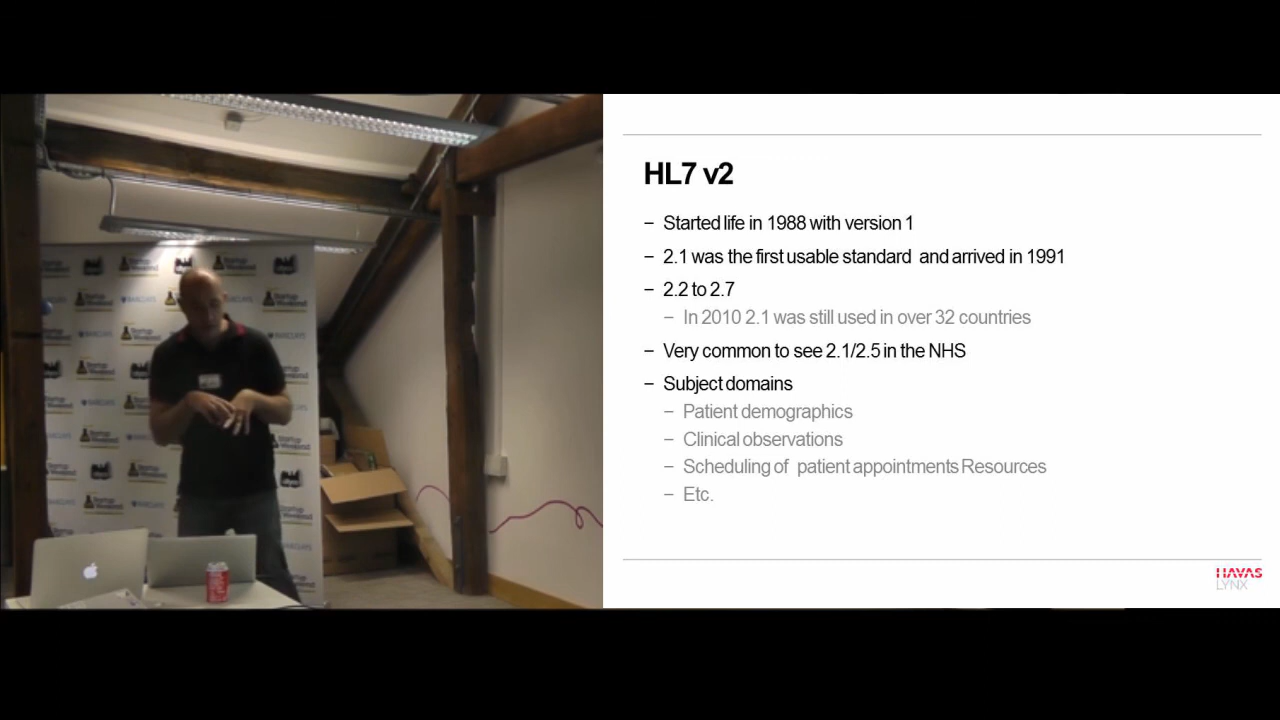 Startup
Weekend
BARCLAYS
HL7 v2
– Started life in 1988 with version 1
– 2.1 was the first usable standard and arrived in 1991
– 2.2 to 2.7
– In 2010 2.1 was still used in over 32 countries
– Very common to see 2.1/2.5 in the NHS
– Subject domains
– Patient demographics
– Clinical observations
– Scheduling of patient appointments Resources
– Etc.
HAVAS
LYNX